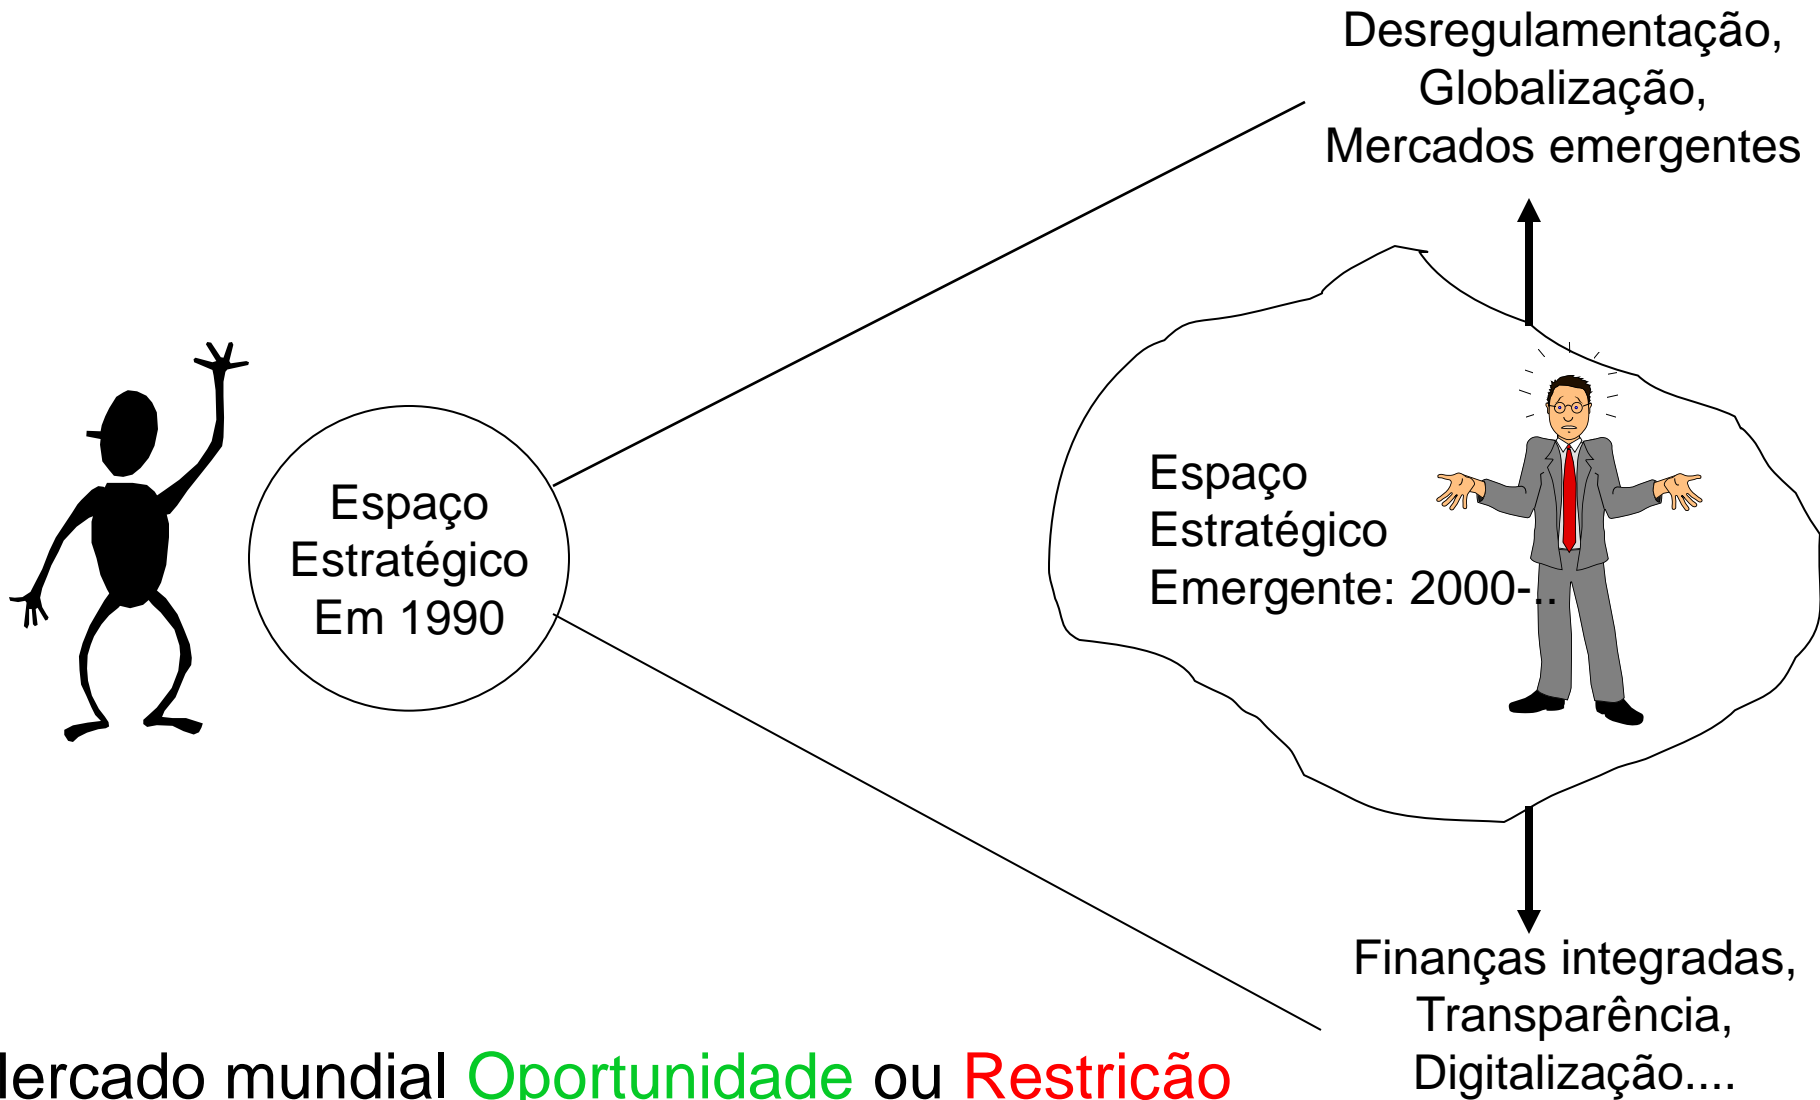 Desregulamentação,
Globalização,
Mercados emergentes
Espaço
Estratégico
Em 1990
Espaço
Estratégico
Emergente: 2000-..
Finanças integradas,
Transparência,
Digitalização....
Mercado mundial Oportunidade ou Restrição